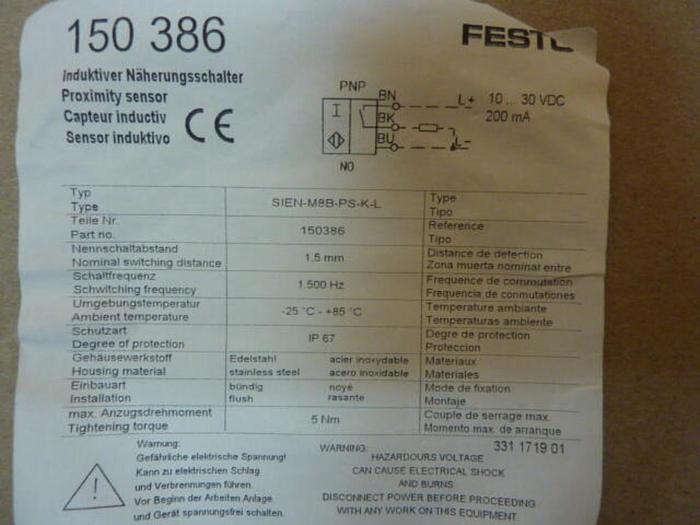 150 386
FESTO
Induktiver Näherungsschalter
Proximity sensor
Capteur inductiv
Sensor induktivo
CE
PNP
I
BN
BK
BU
L+
L-
10 ... 30 VDC
200 mA
NO
Typ
Type
SIEN-M8B-PS-K-L
Type
Tipo
Teile Nr.
Part no.
150386
Reference
Tipo
Nennschaltabstand
Nominal switching distance
1.5 mm
Distance de detection
Zona muerta nominal entre
Schaltfrequenz
Schwitching frequency
1.500 Hz
Frequence de commutation
Frequencia de conmutationes
Umgebungstemperatur
Ambient temperature
-25 °C - +85 °C
Temperature ambiante
Temperaturas ambiente
Schutzart
Degree of protection
IP 67
Degre de protection
Proteccion
Gehäusewerkstoff
Housing material
Edelstahl acier inoxydable
stainless steel acero inoxidable
Materiaux
Materiales
Einbauart
Installation
bündig noyé
flush rasante
Mode de fixation
Montaje
max. Anzugsdrehmoment
Tightening torque
5 Nm
Couple de serrage max.
Momento max. de arranque
331 1719 01
Warnung:
Gefährliche elektrische Spannung!
Kann zu elektrischen Schlag
und Verbrennungen führen.
Vor Beginn der Arbeiten Anlage
und Gerät spannungsfrei schalten.
WARNING:
HAZARDOURS VOLTAGE
CAN CAUSE ELECTRICAL SHOCK
AND BURNS
DISCONNECT POWER BEFORE PROCEEDING
WITH ANY WORK ON THIS EQUIPMENT